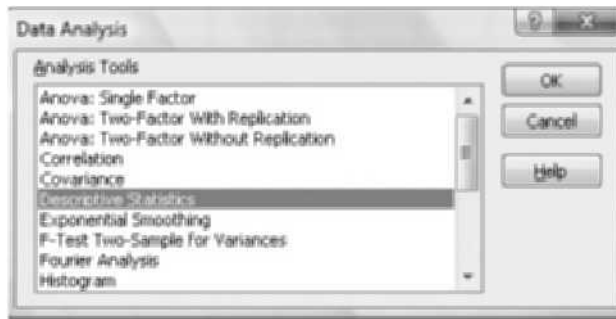 Data Analysis
Analysis Tools
Anova: Single Factor
Anova: Two-Factor With Replication
Anova: Two-Factor Without Replication
Correlation
Covariance
Descriptive Statistics
Exponential Smoothing
F-Test Two-Sample for Variances
Fourier Analysis
Histogram
OK
Cancel
Help